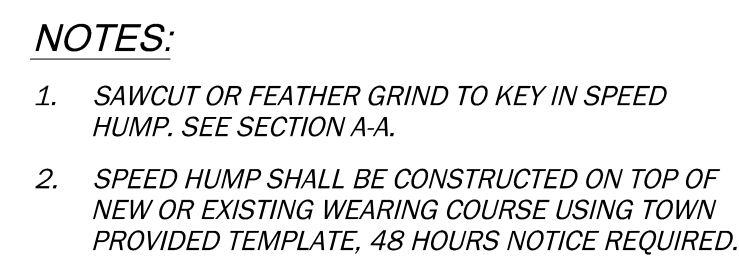 NOTES:
1. SAWCUT OR FEATHER GRIND TO KEY IN SPEED
HUMP. SEE SECTION A-A.
2. SPEED HUMP SHALL BE CONSTRUCTED ON TOP OF
NEW OR EXISTING WEARING COURSE USING TOWN
PROVIDED TEMPLATE, 48 HOURS NOTICE REQUIRED.